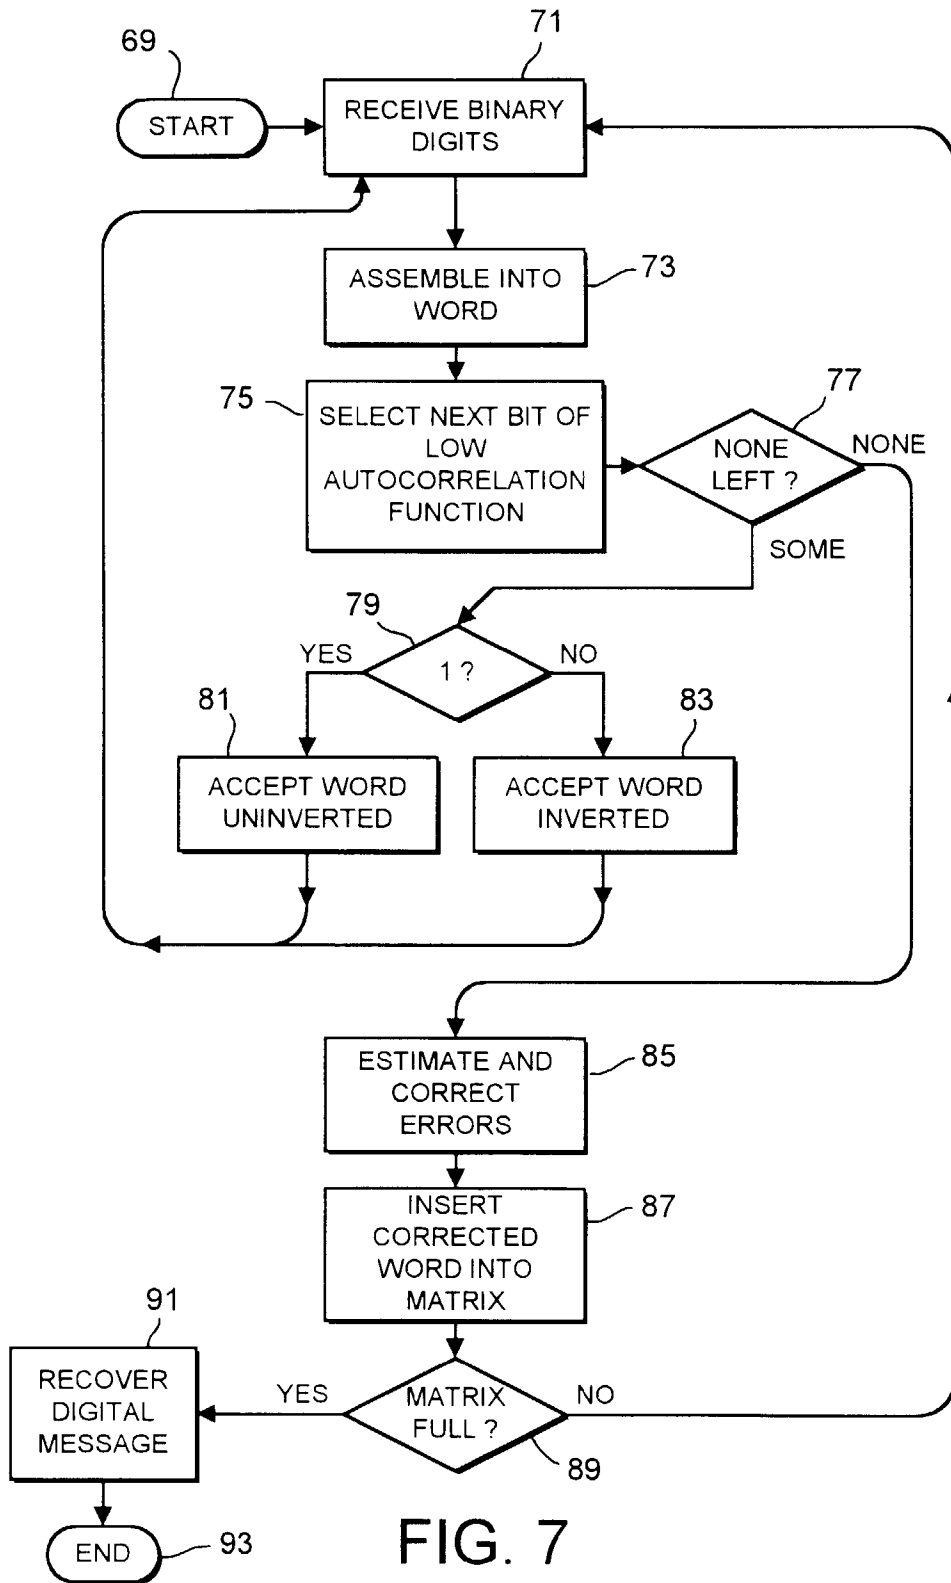 71
69
START
RECEIVE BINARY
DIGITS
ASSEMBLE INTO
WORD
73
75
SELECT NEXT BIT OF
LOW
AUTOCORRELATION
FUNCTION
77
NONE
LEFT ?
NONE
SOME
79
YES
1 ?
NO
81
ACCEPT WORD
UNINVERTED
83
ACCEPT WORD
INVERTED
ESTIMATE AND
CORRECT
ERRORS
85
INSERT
CORRECTED
WORD INTO
MATRIX
87
91
RECOVER
DIGITAL
MESSAGE
YES
MATRIX
FULL ?
NO
89
END
93
FIG. 7